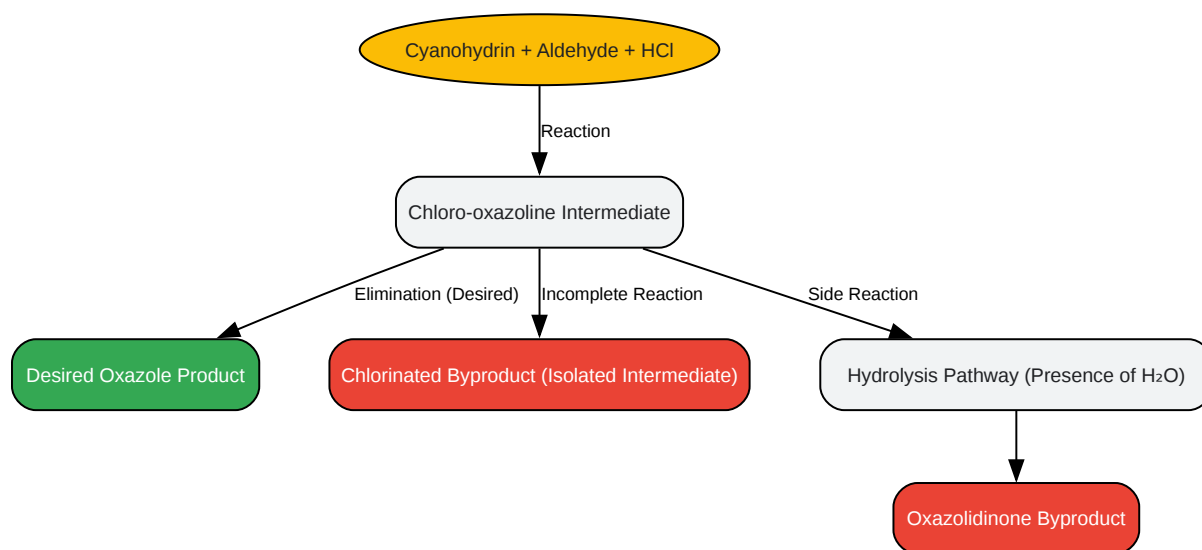 Cyanohydrin + Aldehyde + HCl
Reaction
Chloro-oxazoline Intermediate
Elimination (Desired)
Incomplete Reaction
Side Reaction
Desired Oxazole Product
Chlorinated Byproduct (Isolated Intermediate)
Hydrolysis Pathway (Presence of H₂O)
Oxazolidinone Byproduct